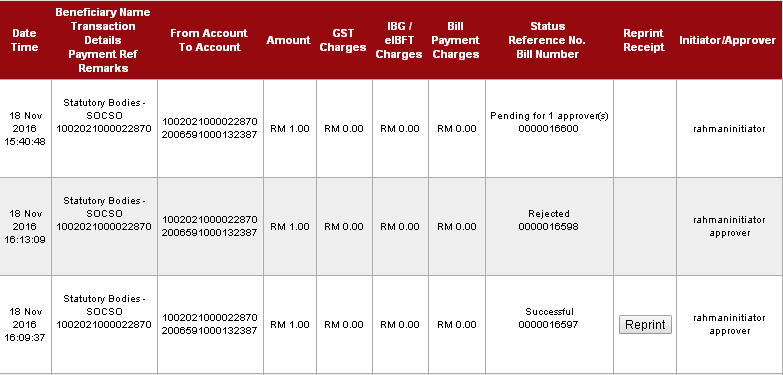 Date
Time
Beneficiary Name
Transaction
Details
Payment Ref
Remarks
From Account
To Account
Amount
GST
Charges
IBG /
eIBFT
Charges
Bill
Payment
Charges
Status
Reference No.
Bill Number
Reprint
Receipt
Initiator/Approver
18 Nov
2016
15:40:48
Statutory Bodies -
SOCSO
1002021000022870
1002021000022870
2006591000132387
RM 1.00
RM 0.00
RM 0.00
RM 0.00
Pending for 1 approver(s)
0000016600
rahmaninitiator
18 Nov
2016
16:13:09
Statutory Bodies -
SOCSO
1002021000022870
1002021000022870
2006591000132387
RM 1.00
RM 0.00
RM 0.00
RM 0.00
Rejected
0000016598
rahmaninitiator
approver
18 Nov
2016
16:09:37
Statutory Bodies -
SOCSO
1002021000022870
1002021000022870
2006591000132387
RM 1.00
RM 0.00
RM 0.00
RM 0.00
Successful
0000016597
Reprint
rahmaninitiator
approver